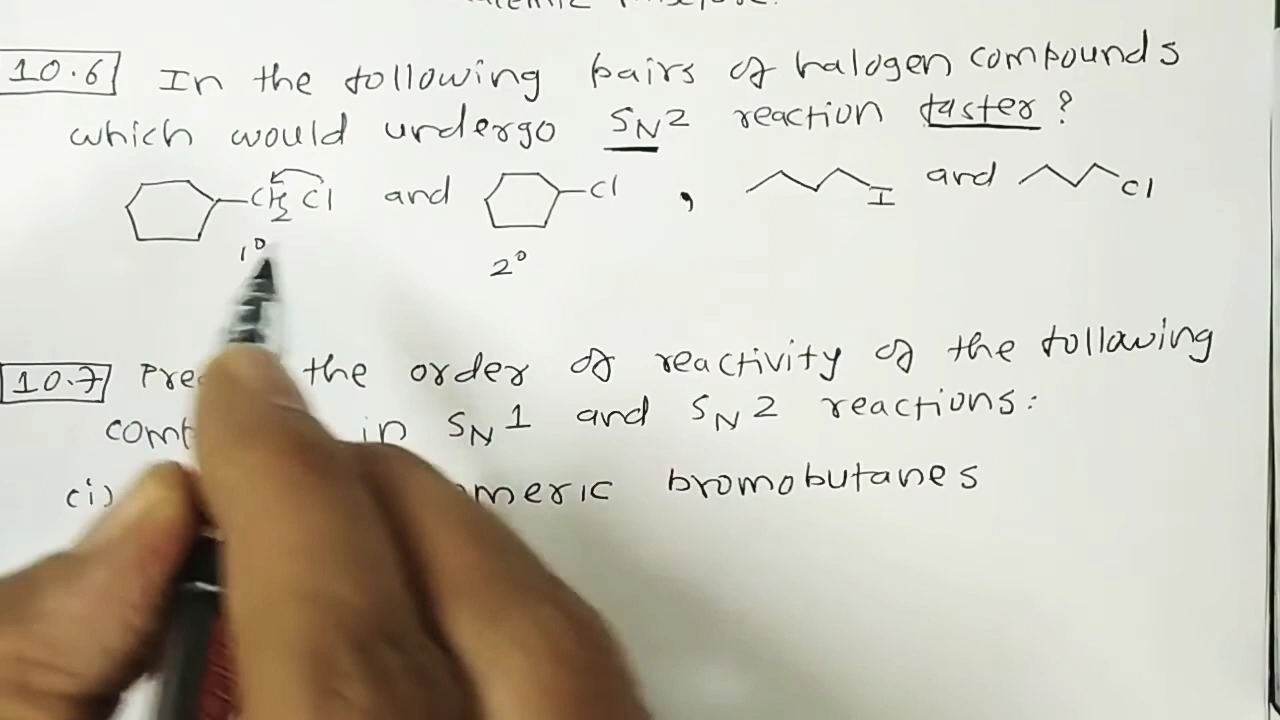 10.6 In the following pairs of halogen compounds
which would undergo SN2 reaction faster?
CH2Cl and Cl , I and Cl
1° 2°
10.7 the order of reactivity of the following
in SN1 and SN2 reactions:
(i) bromobutanes